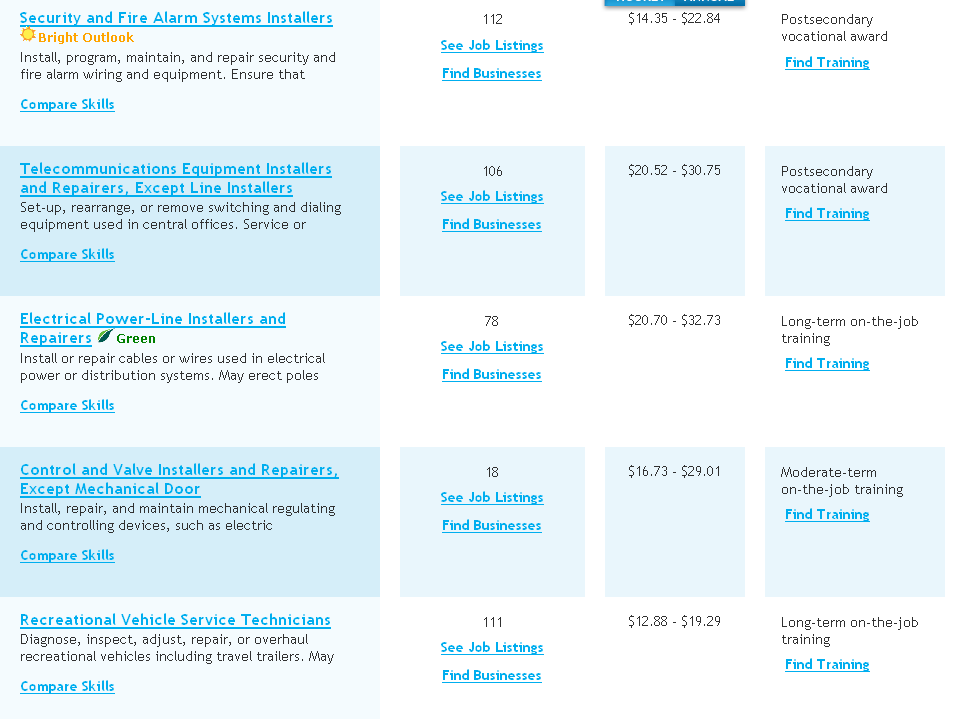 Security and Fire Alarm Systems Installers
Bright Outlook
Install, program, maintain, and repair security and
fire alarm wiring and equipment. Ensure that
Compare Skills
112
See Job Listings
Find Businesses
$14.35 - $22.84
Postsecondary
vocational award
Find Training
Telecommunications Equipment Installers
and Repairers, Except Line Installers
Set-up, rearrange, or remove switching and dialing
equipment used in central offices. Service or
Compare Skills
106
See Job Listings
Find Businesses
$20.52 - $30.75
Postsecondary
vocational award
Find Training
Electrical Power-Line Installers and
Repairers Green
Install or repair cables or wires used in electrical
power or distribution systems. May erect poles
Compare Skills
78
See Job Listings
Find Businesses
$20.70 - $32.73
Long-term on-the-job
training
Find Training
Control and Valve Installers and Repairers,
Except Mechanical Door
Install, repair, and maintain mechanical regulating
and controlling devices, such as electric
Compare Skills
18
See Job Listings
Find Businesses
$16.73 - $29.01
Moderate-term
on-the-job training
Find Training
Recreational Vehicle Service Technicians
Diagnose, inspect, adjust, repair, or overhaul
recreational vehicles including travel trailers. May
Compare Skills
111
See Job Listings
Find Businesses
$12.88 - $19.29
Long-term on-the-job
training
Find Training